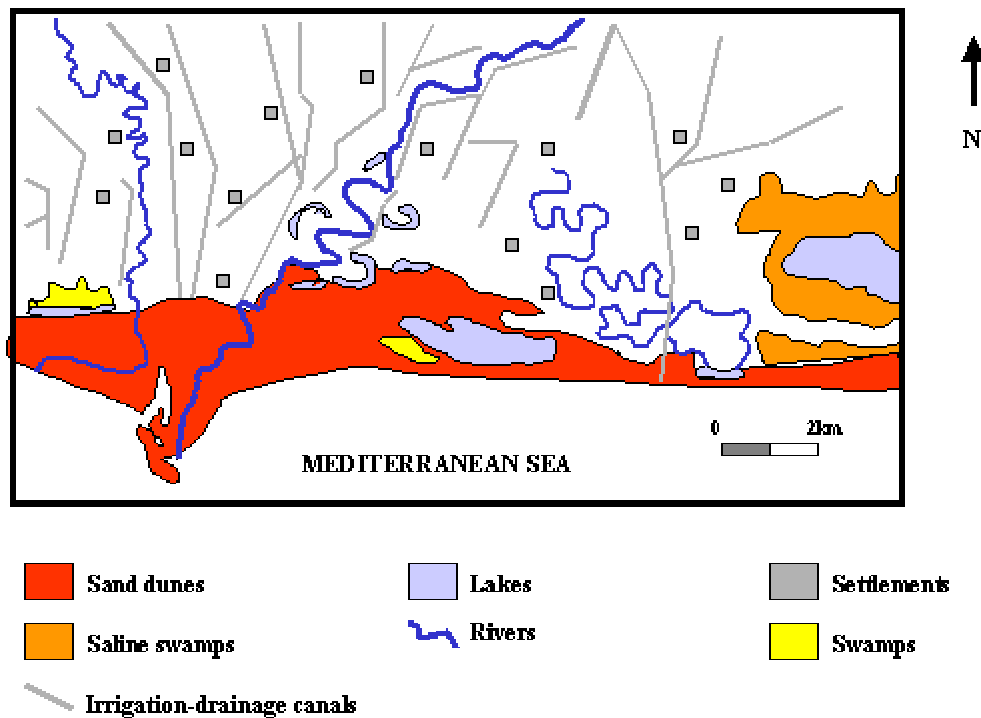 N
0 2km.
MEDITERRANEAN SEA
Sand dunes
Lakes
Settlements
Saline swamps
Rivers
Swamps
Irrigation-drainage canals